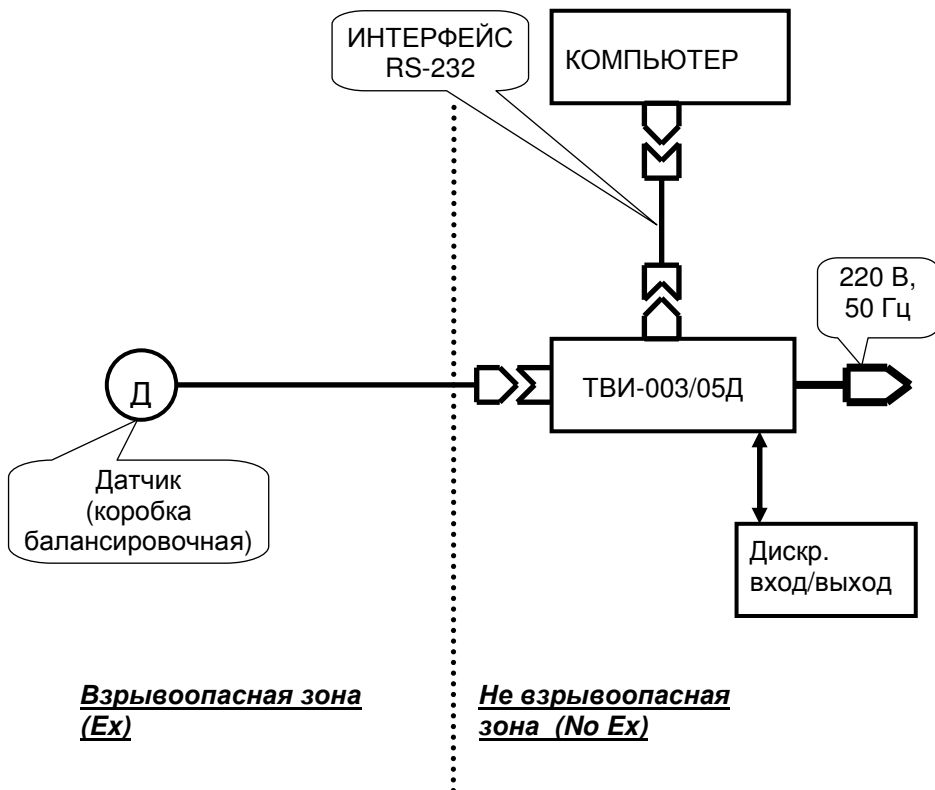 ИНТЕРФЕЙС
RS-232
КОМПЬЮТЕР
220 В,
50 Гц
Д
ТВИ-003/05Д
Датчик
(коробка
балансировочная)
Дискр.
вход/выход
Взрывоопасная зона
(Ex)
Не взрывоопасная
зона (No Ex)